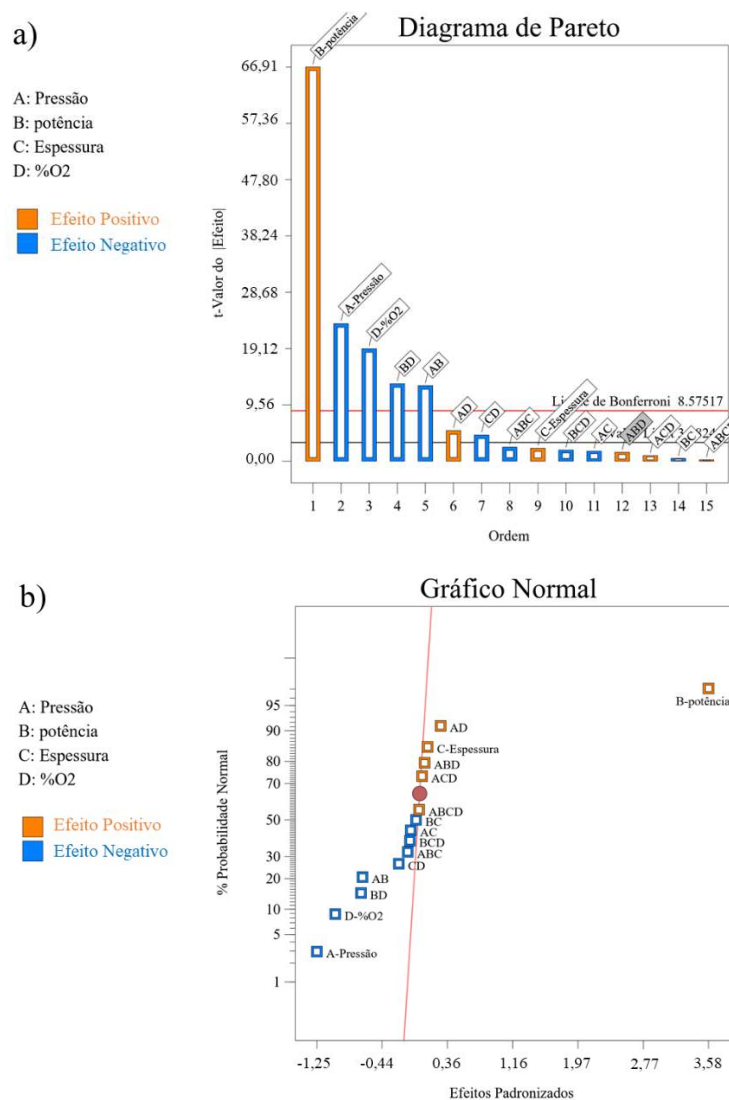 a)
Diagrama de Pareto
A: Pressão
B: potência
C: Espessura
D: %O2
Efeito Positivo
Efeito Negativo
t-Valor do |Efeito|
66,91
57,36
47,80
38,24
28,68
19,12
9,56
0,00
B-potência
A-Pressão
D-%O2
BD
AB
AD
CD
ABC
C-Espessura
BCD
AC
ABD
ACD
BC
de Bonferroni 8.57517
1 2 3 4 5 6 7 8 9 10 11 12 13 14 15
Ordem
b)
Gráfico Normal
A: Pressão
B: potência
C: Espessura
D: %O2
Efeito Positivo
Efeito Negativo
% Probabilidade Normal
95
90
80
70
50
30
20
10
5
1
B-potência
AD
C-Espessura
ABD
ACD
ABCD
BC
AC
BCD
ABC
CD
AB
BD
D-%O2
A-Pressão
-1,25 -0,44 0,36 1,16 1,97 2,77 3,58
Efeitos Padronizados